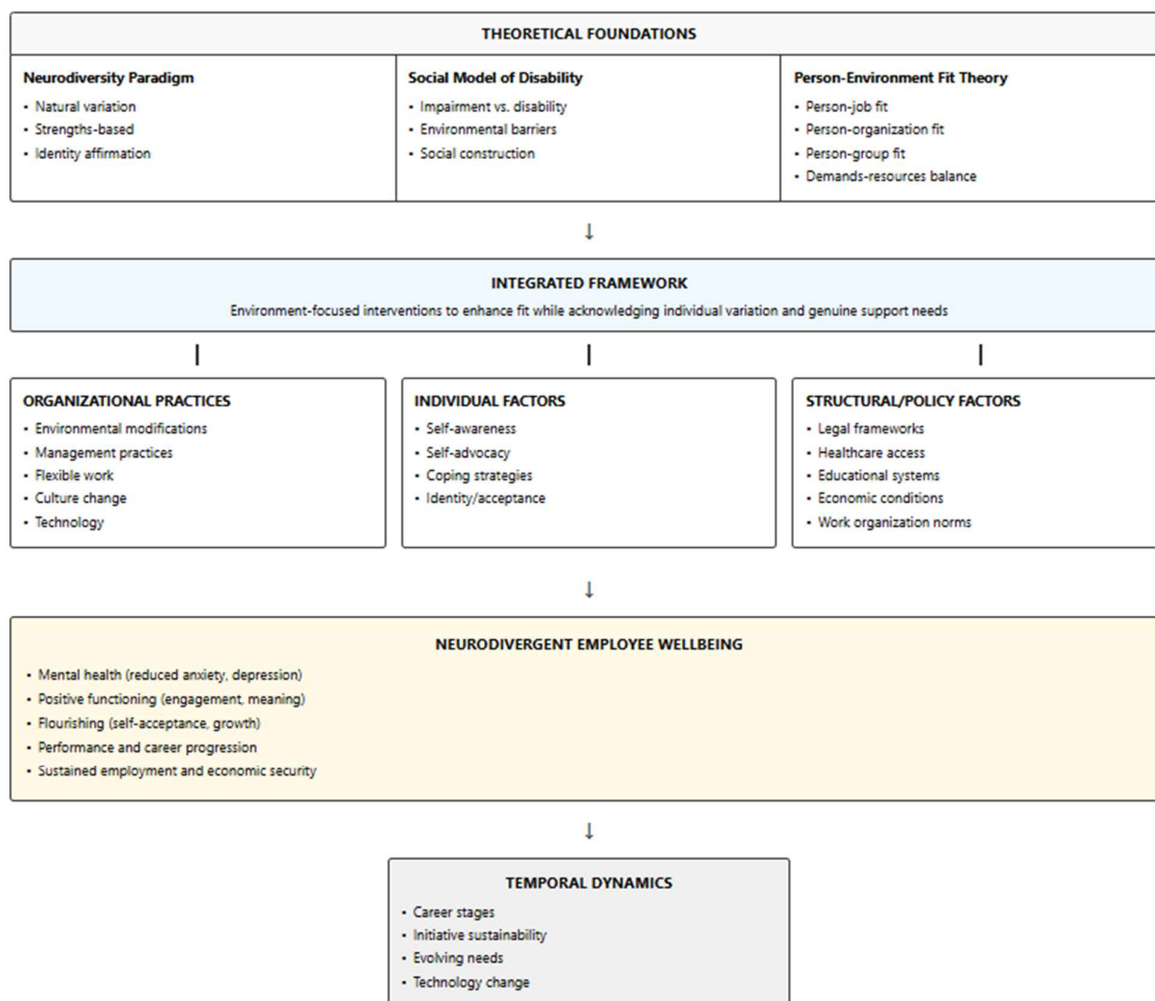 THEORETICAL FOUNDATIONS
Neurodiversity Paradigm
• Natural variation
• Strengths-based
• Identity affirmation
Social Model of Disability
• Impairment vs. disability
• Environmental barriers
• Social construction
Person-Environment Fit Theory
• Person-job fit
• Person-organization fit
• Person-group fit
• Demands-resources balance
↓
INTEGRATED FRAMEWORK
Environment-focused interventions to enhance fit while acknowledging individual variation and genuine support needs
ORGANIZATIONAL PRACTICES
• Environmental modifications
• Management practices
• Flexible work
• Culture change
• Technology
INDIVIDUAL FACTORS
• Self-awareness
• Self-advocacy
• Coping strategies
• Identity/acceptance
STRUCTURAL/POLICY FACTORS
• Legal frameworks
• Healthcare access
• Educational systems
• Economic conditions
• Work organization norms
↓
NEURODIVERGENT EMPLOYEE WELLBEING
• Mental health (reduced anxiety, depression)
• Positive functioning (engagement, meaning)
• Flourishing (self-acceptance, growth)
• Performance and career progression
• Sustained employment and economic security
↓
TEMPORAL DYNAMICS
• Career stages
• Initiative sustainability
• Evolving needs
• Technology change